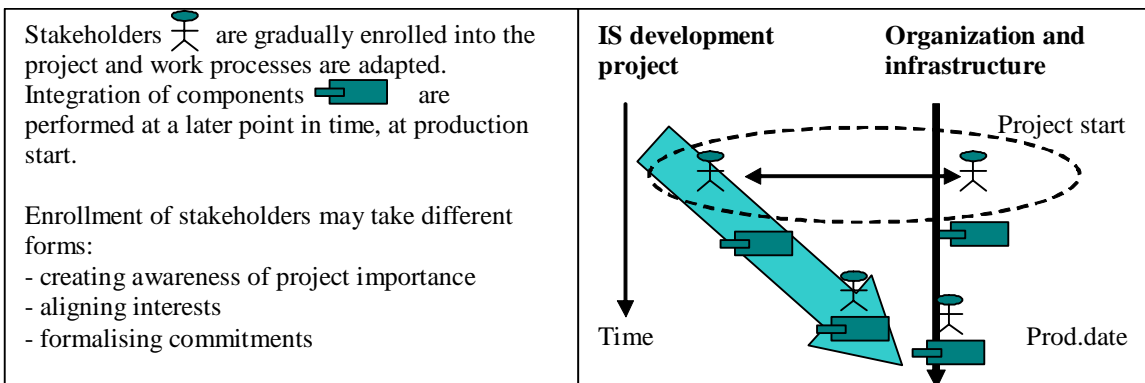 Stakeholders are gradually enrolled into the
project and work processes are adapted.
Integration of components are
performed at a later point in time, at production
start.
Enrollment of stakeholders may take different
forms:
- creating awareness of project importance
- aligning interests
- formalising commitments
IS development
project
Organization and
infrastructure
Project start
Time
Prod.date